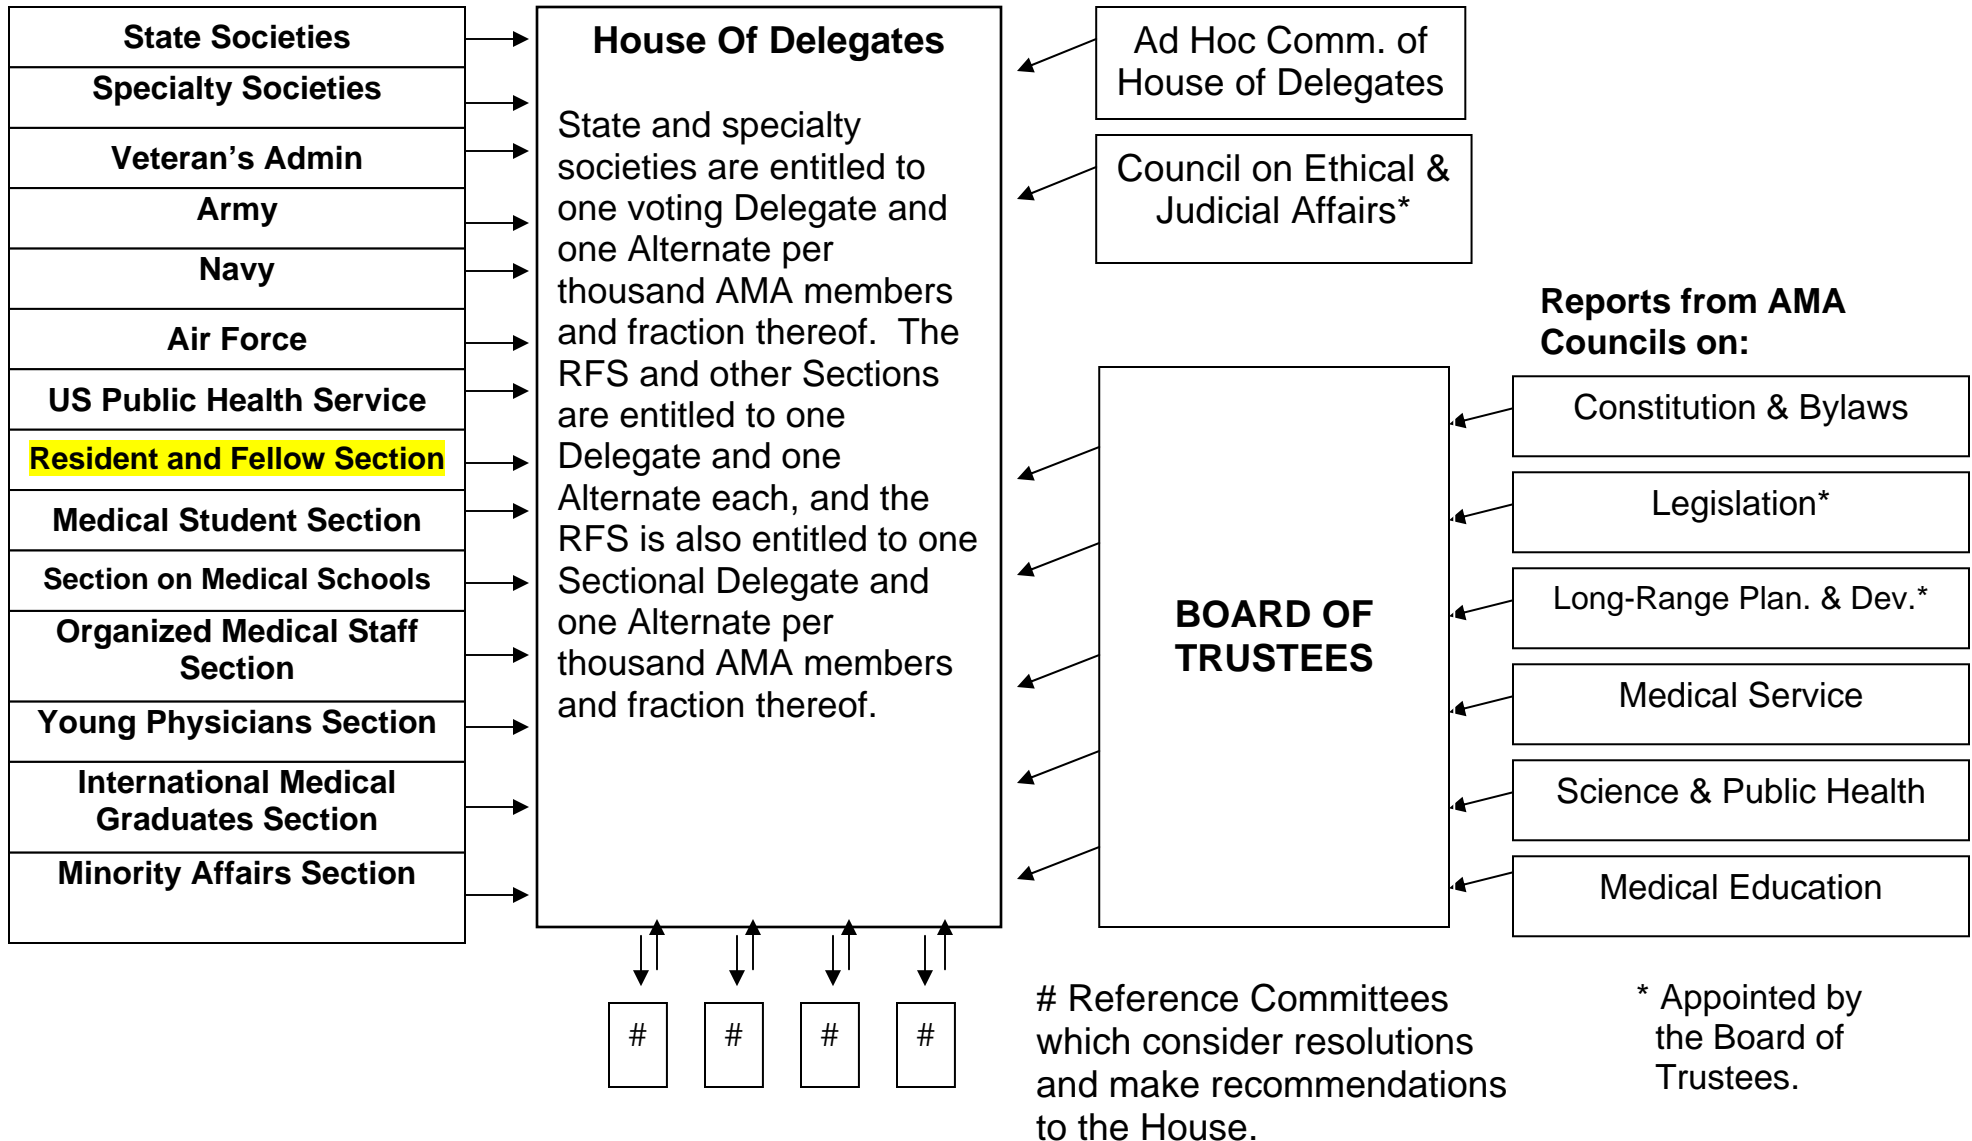 State Societies
Specialty Societies
Veteran’s Admin
Army
Navy
Air Force
US Public Health Service
Resident and Fellow Section
Medical Student Section
Section on Medical Schools
Organized Medical Staff
Section
Young Physicians Section
International Medical
Graduates Section
Minority Affairs Section
House Of Delegates
State and specialty
societies are entitled to
one voting Delegate and
one Alternate per
thousand AMA members
and fraction thereof.  The
RFS and other Sections
are entitled to one
Delegate and one
Alternate each, and the
RFS is also entitled to one
Sectional Delegate and
one Alternate per
thousand AMA members
and fraction thereof.
#
#
#
#
Ad Hoc Comm. of
House of Delegates
Council on Ethical &
Judicial Affairs*
BOARD OF
TRUSTEES
Reports from AMA
Councils on:
Constitution & Bylaws
Legislation*
Long-Range Plan. & Dev.*
Medical Service
Science & Public Health
Medical Education
# Reference Committees
which consider resolutions
and make recommendations
to the House.
* Appointed by
the Board of
Trustees.